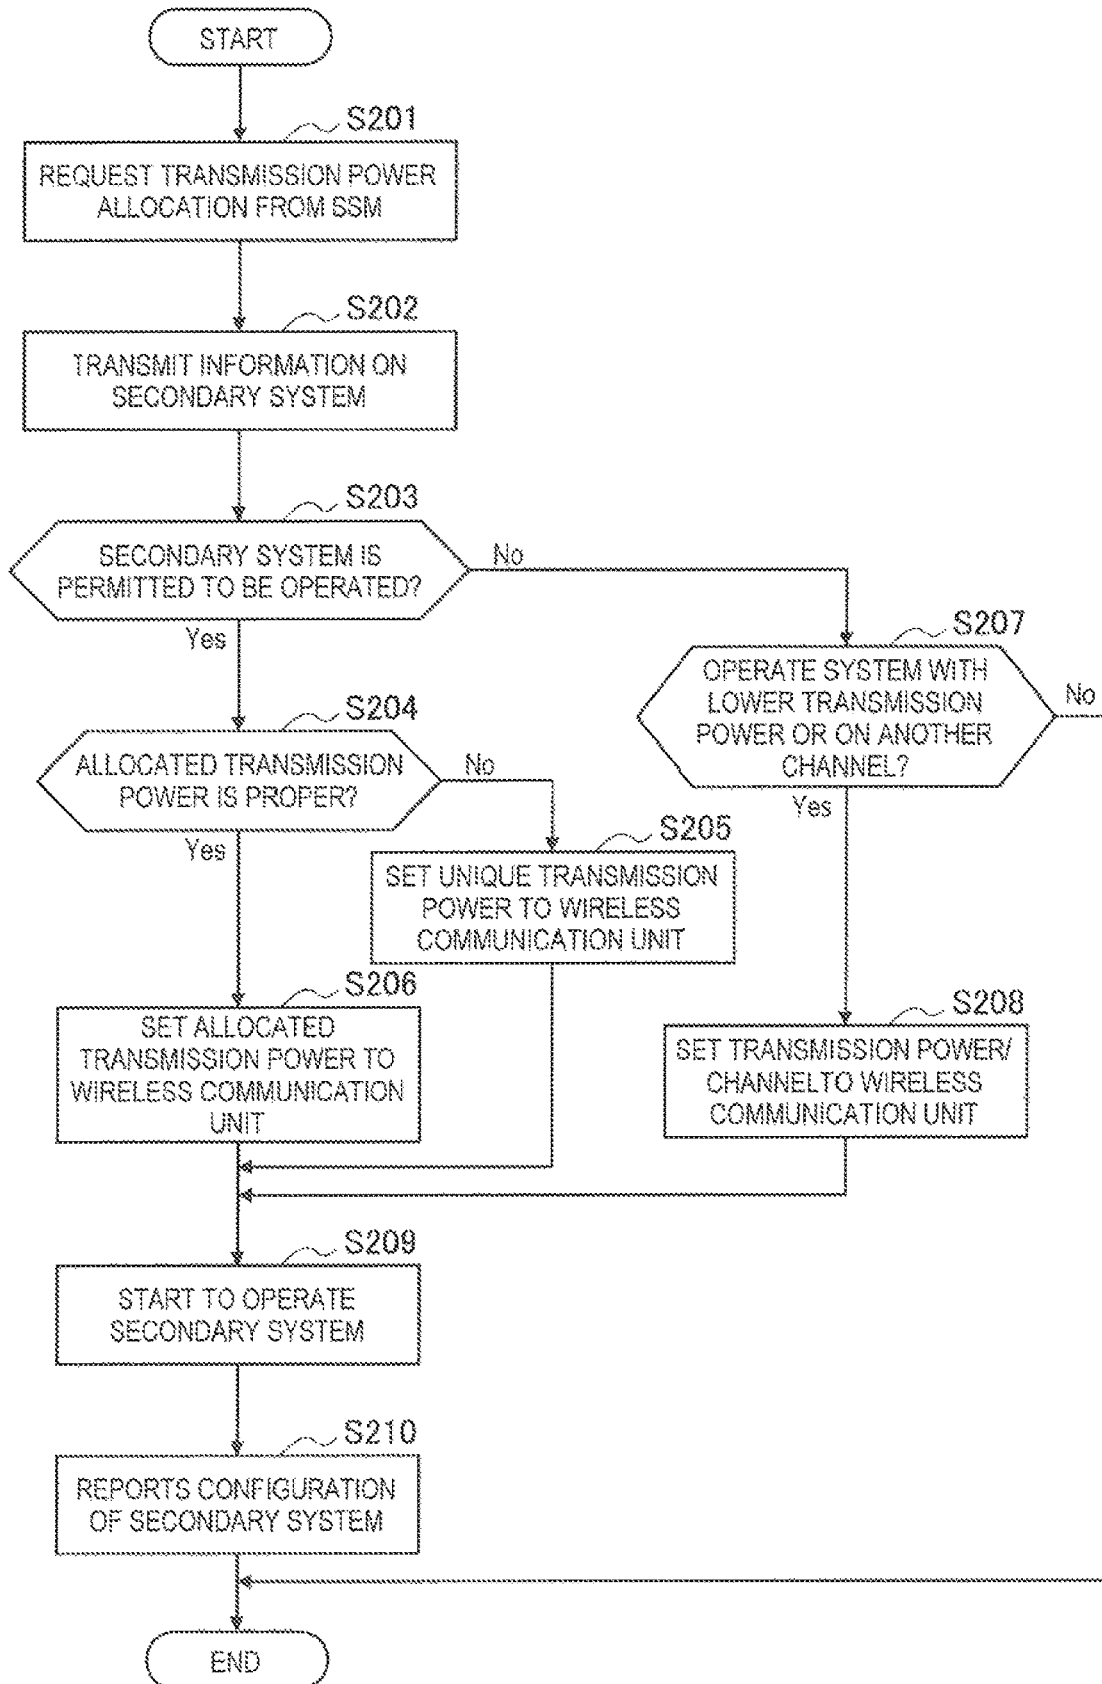 START
S201
REQUEST TRANSMISSION POWER
ALLOCATION FROM SSM
S202
TRANSMIT INFORMATION ON
SECONDARY SYSTEM
S203
SECONDARY SYSTEM IS
PERMITTED TO BE OPERATED?
No
Yes
S207
OPERATE SYSTEM WITH
LOWER TRANSMISSION
POWER OR ON ANOTHER
CHANNEL?
No
Yes
S204
ALLOCATED TRANSMISSION
POWER IS PROPER?
No
Yes
S205
SET UNIQUE TRANSMISSION
POWER TO WIRELESS
COMMUNICATION UNIT
S206
SET ALLOCATED
TRANSMISSION POWER TO
WIRELESS COMMUNICATION
UNIT
S208
SET TRANSMISSION POWER/
CHANNELTO WIRELESS
COMMUNICATION UNIT
S209
START TO OPERATE
SECONDARY SYSTEM
S210
REPORTS CONFIGURATION
OF SECONDARY SYSTEM
END